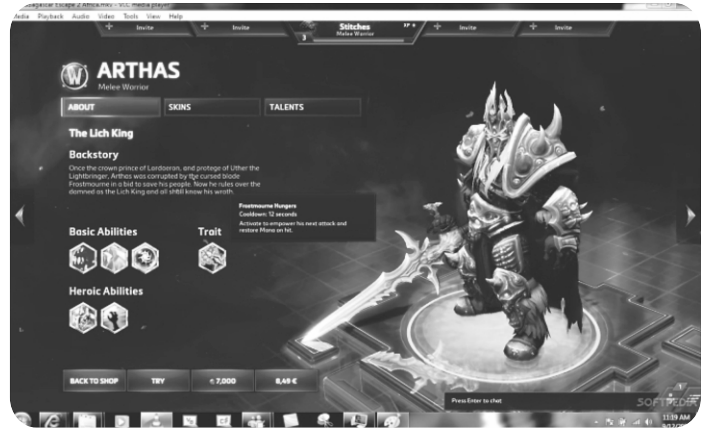 Media Playback Audio Video Tools View Help
Invite
Invite
Stitches
Melee Warrior
3
Invite
Invite
ARTHAS
Melee Warrior
ABOUT
SKINS
TALENTS
The Lich King
Backstory
Once the crown prince of Lordaeron, and protege of Uther the
Lightbringer, Arthas was corrupted by the cursed blade
Frostmourne in a bid to save his people. Now he rules over the
damned as the Lich King and all shall know his wrath.
Frostmourne Hungers
Cooldown: 12 seconds
Activate to empower his next attack and
restore Mana on hit.
Basic Abilities
Trait
Heroic Abilities
BACK TO SHOP
TRY
7,000
8,49 €
Press Enter to chat
SOFTPEDIA
11:19 AM